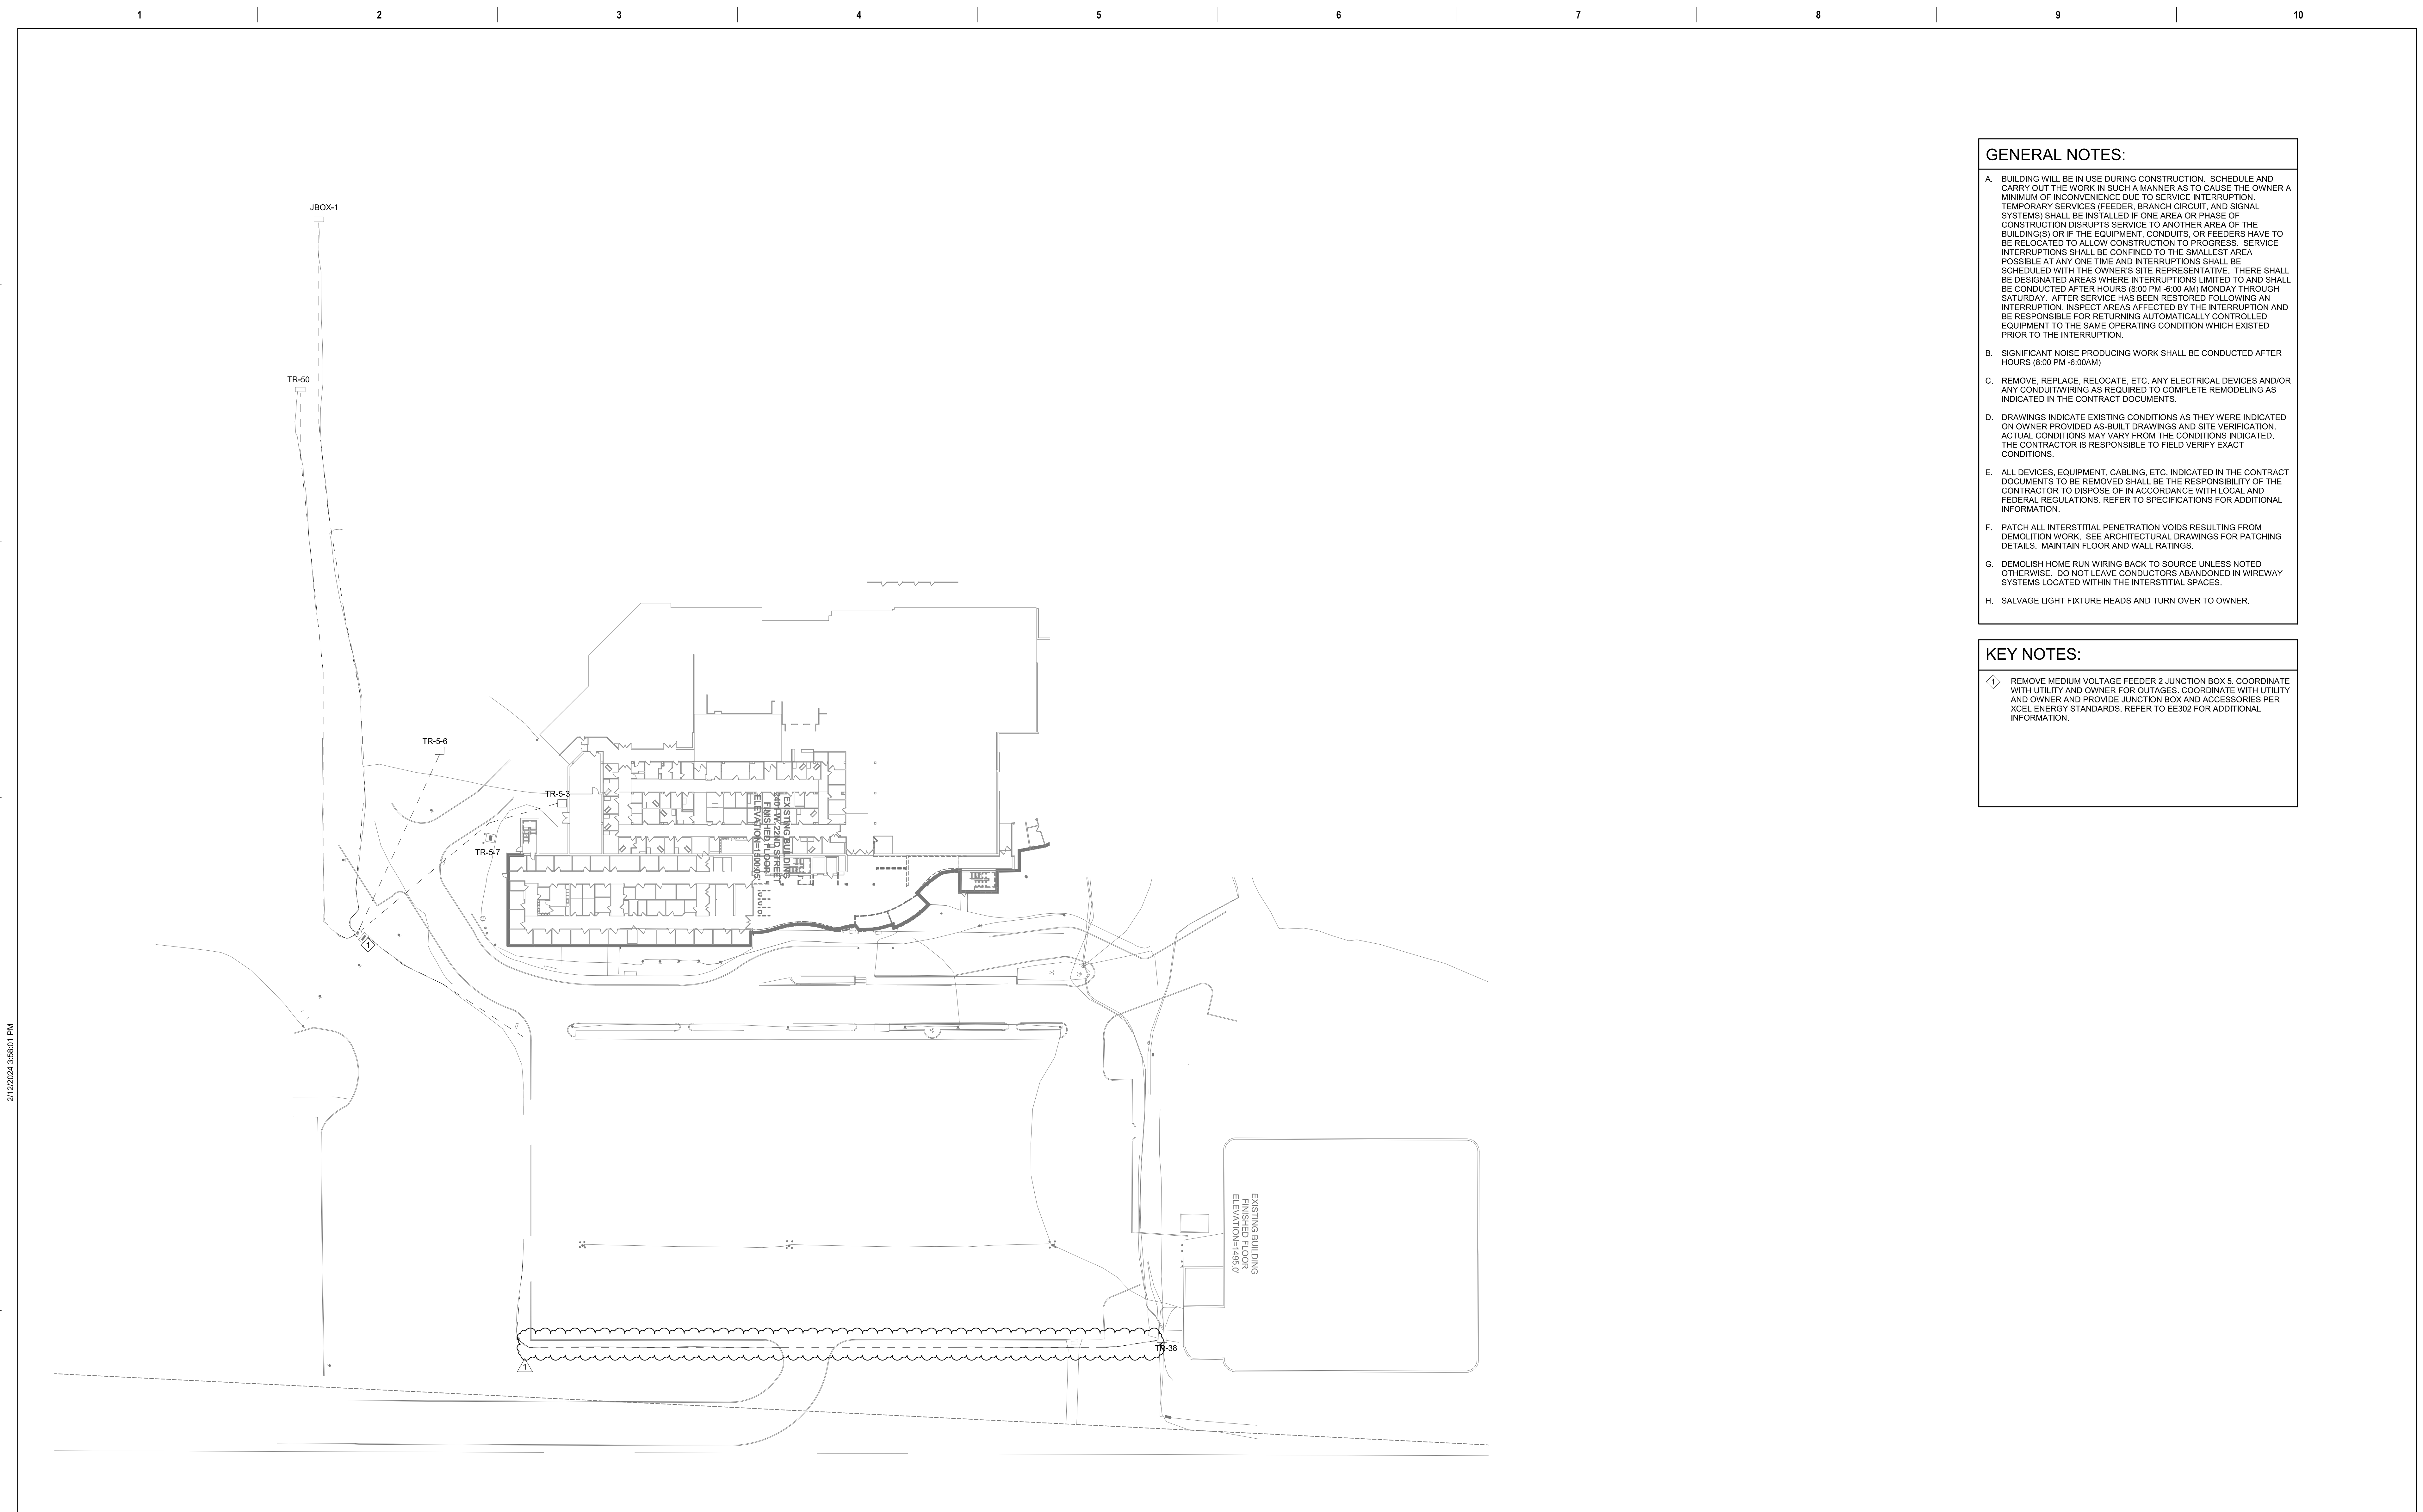 1 2 3 4 5 6 7 8 9 10
GENERAL NOTES:
A. BUILDING WILL BE IN USE DURING CONSTRUCTION. SCHEDULE AND
CARRY OUT THE WORK IN SUCH A MANNER AS TO CAUSE THE OWNER A
MINIMUM OF INCONVENIENCE DUE TO SERVICE INTERRUPTION.
TEMPORARY SERVICES (FEEDER, BRANCH CIRCUIT, AND SIGNAL
SYSTEMS) SHALL BE INSTALLED IF ONE AREA OR PHASE OF
CONSTRUCTION DISRUPTS SERVICE TO ANOTHER AREA OF THE
BUILDING(S) OR IF THE EQUIPMENT, CONDUITS, OR FEEDERS HAVE TO
BE RELOCATED TO ALLOW CONSTRUCTION TO PROGRESS. SERVICE
INTERRUPTIONS SHALL BE CONFINED TO THE SMALLEST AREA
POSSIBLE AT ANY ONE TIME AND INTERRUPTIONS SHALL BE
SCHEDULED WITH THE OWNER'S SITE REPRESENTATIVE. THERE SHALL
BE DESIGNATED AREAS WHERE INTERRUPTIONS LIMITED TO AND SHALL
BE CONDUCTED AFTER HOURS (8:00 PM -6:00 AM) MONDAY THROUGH
SATURDAY. AFTER SERVICE HAS BEEN RESTORED FOLLOWING AN
INTERRUPTION, INSPECT AREAS AFFECTED BY THE INTERRUPTION AND
BE RESPONSIBLE FOR RETURNING AUTOMATICALLY CONTROLLED
EQUIPMENT TO THE SAME OPERATING CONDITION WHICH EXISTED
PRIOR TO THE INTERRUPTION.
B. SIGNIFICANT NOISE PRODUCING WORK SHALL BE CONDUCTED AFTER
HOURS (8:00 PM -6:00AM)
C. REMOVE, REPLACE, RELOCATE, ETC. ANY ELECTRICAL DEVICES AND/OR
ANY CONDUIT/WIRING AS REQUIRED TO COMPLETE REMODELING AS
INDICATED IN THE CONTRACT DOCUMENTS.
D. DRAWINGS INDICATE EXISTING CONDITIONS AS THEY WERE INDICATED
ON OWNER PROVIDED AS-BUILT DRAWINGS AND SITE VERIFICATION.
ACTUAL CONDITIONS MAY VARY FROM THE CONDITIONS INDICATED.
THE CONTRACTOR IS RESPONSIBLE TO FIELD VERIFY EXACT
CONDITIONS.
E. ALL DEVICES, EQUIPMENT, CABLING, ETC. INDICATED IN THE CONTRACT
DOCUMENTS TO BE REMOVED SHALL BE THE RESPONSIBILITY OF THE
CONTRACTOR TO DISPOSE OF IN ACCORDANCE WITH LOCAL AND
FEDERAL REGULATIONS. REFER TO SPECIFICATIONS FOR ADDITIONAL
INFORMATION.
F. PATCH ALL INTERSTITIAL PENETRATION VOIDS RESULTING FROM
DEMOLITION WORK. SEE ARCHITECTURAL DRAWINGS FOR PATCHING
DETAILS. MAINTAIN FLOOR AND WALL RATINGS.
G. DEMOLISH HOME RUN WIRING BACK TO SOURCE UNLESS NOTED
OTHERWISE. DO NOT LEAVE CONDUCTORS ABANDONED IN WIREWAY
SYSTEMS LOCATED WITHIN THE INTERSTITIAL SPACES.
H. SALVAGE LIGHT FIXTURE HEADS AND TURN OVER TO OWNER.
KEY NOTES:
1 REMOVE MEDIUM VOLTAGE FEEDER 2 JUNCTION BOX 5. COORDINATE
WITH UTILITY AND OWNER FOR OUTAGES. COORDINATE WITH UTILITY
AND OWNER AND PROVIDE JUNCTION BOX AND ACCESSORIES PER
XCEL ENERGY STANDARDS. REFER TO EE302 FOR ADDITIONAL
INFORMATION.
JBOX-1
TR-50
TR-5-6
TR-5-3
TR-5-7
EXISTING BUILDING
2401 W. 22ND STREET
FINISHED FLOOR
ELEVATION=1500.05'
1
EXISTING BUILDING
FINISHED FLOOR
ELEVATION=1495.0'
TR-38
1
2/12/2024 3:58:01 PM